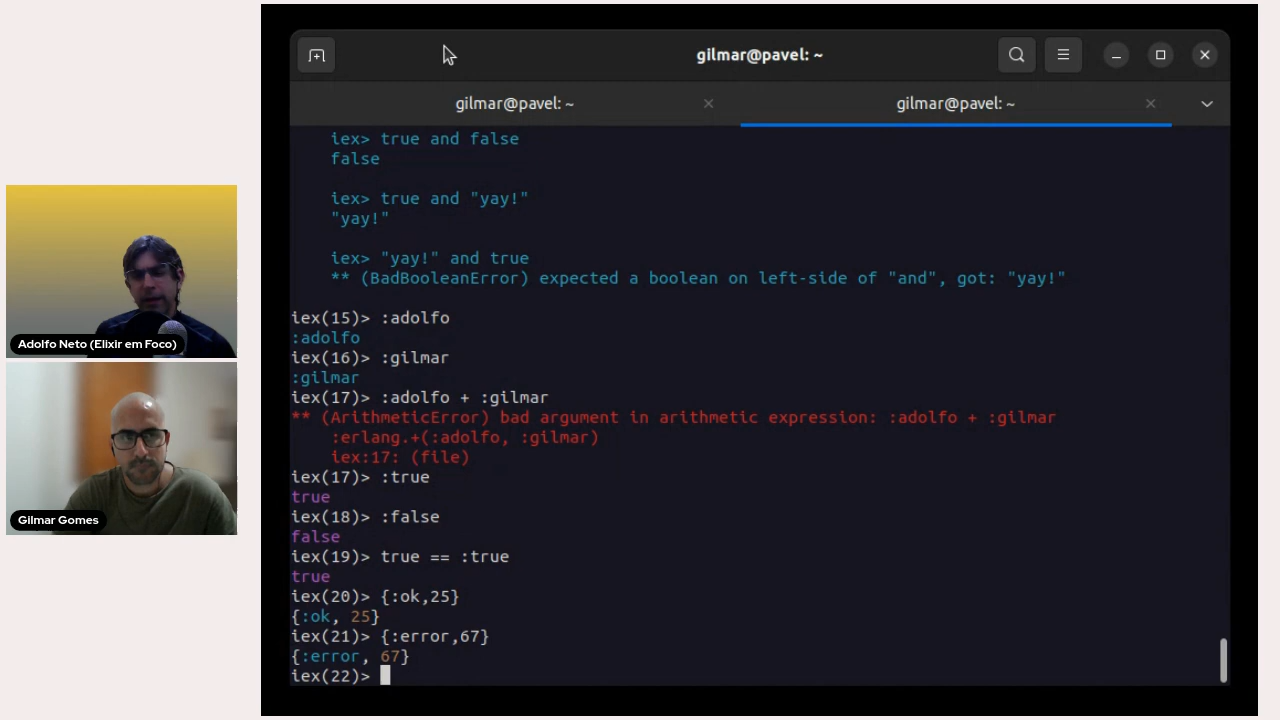 gilmar@pavel: ~
gilmar@pavel: ~
gilmar@pavel: ~
iex> true and false
false
iex> true and "yay!"
"yay!"
iex> "yay!" and true
** (BadBooleanError) expected a boolean on left-side of "and", got: "yay!"
iex(15)> :adolfo
:adolfo
iex(16)> :gilmar
:gilmar
iex(17)> :adolfo + :gilmar
** (ArithmeticError) bad argument in arithmetic expression: :adolfo + :gilmar
:erlang.+(:adolfo, :gilmar)
iex:17: (file)
iex(17)> :true
true
iex(18)> :false
false
iex(19)> true == :true
true
iex(20)> {:ok,25}
{:ok, 25}
iex(21)> {:error,67}
{:error, 67}
iex(22)>
Adolfo Neto (Elixir em Foco)
Gilmar Gomes